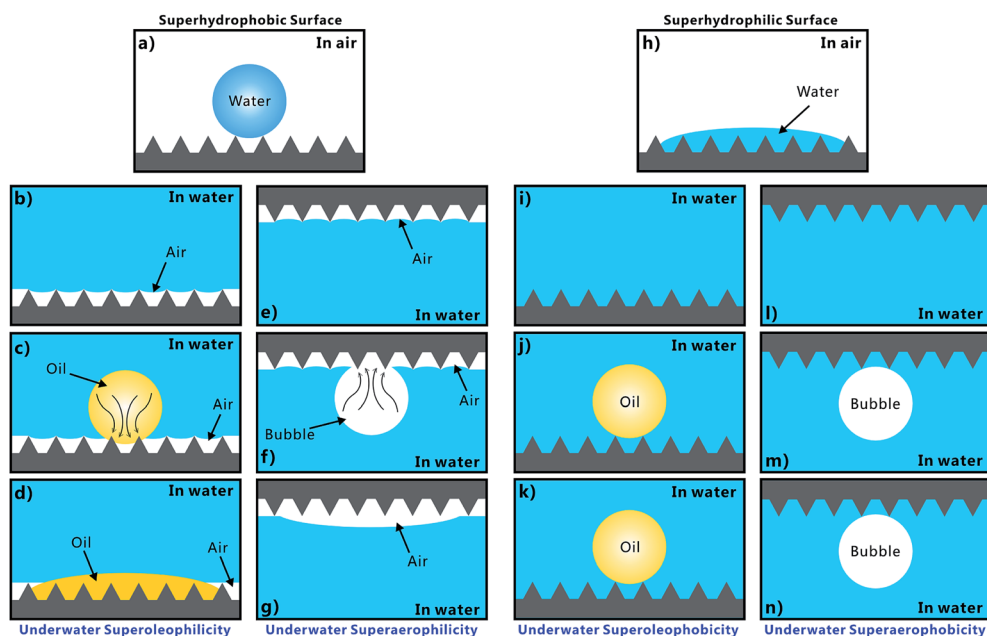 Superhydrophobic Surface
a)
In air
Water
Superhydrophilic Surface
h)
In air
Water
b)
In water
Air
Air
e)
In water
c)
In water
Oil
Air
Air
Bubble
f)
In water
d)
In water
Oil
Air
Air
g)
In water
Underwater Superoleophilicity
Underwater Superaerophilicity
i)
In water
l)
In water
j)
In water
Oil
Bubble
m)
In water
k)
In water
Oil
Bubble
n)
In water
Underwater Superoleophobicity
Underwater Superaerophobicity